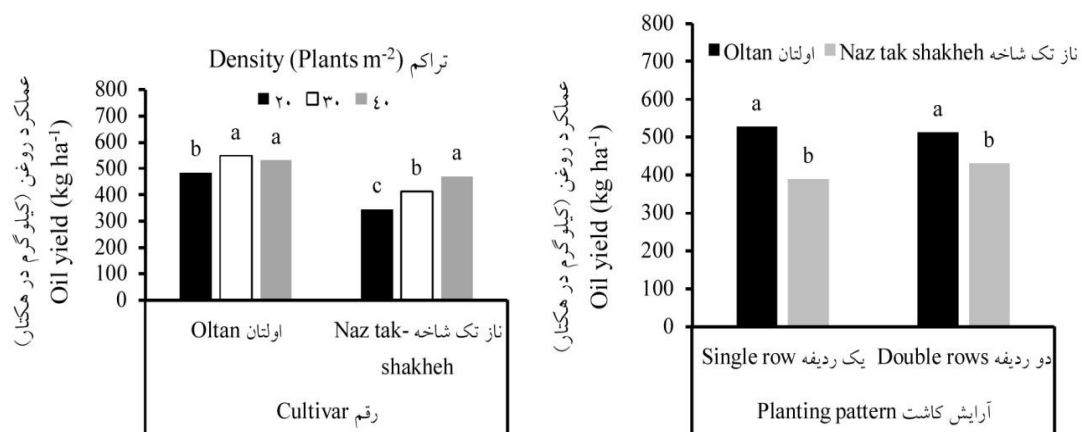 Density (Plants m⁻²) تراکم
۲۰ ۳۰ ٤۰
عملکرد روغن (کیلوگرم در هکتار)
Oil yield (kg ha⁻¹)
800
700
600
500
400
300
200
100
0
b a a
c b a
Oltan اولتان
Naz tak- ناز تک شاخه
shakheh
Cultivar رقم
عملکرد روغن (کیلوگرم در هکتار)
Oil yield (kg ha⁻¹)
800
700
600
500
400
300
200
100
0
Oltan اولتان
Naz tak shakheh ناز تک شاخه
a b
a b
Single row یک ردیفه
Double rows دو ردیفه
Planting pattern آرایش کاشت